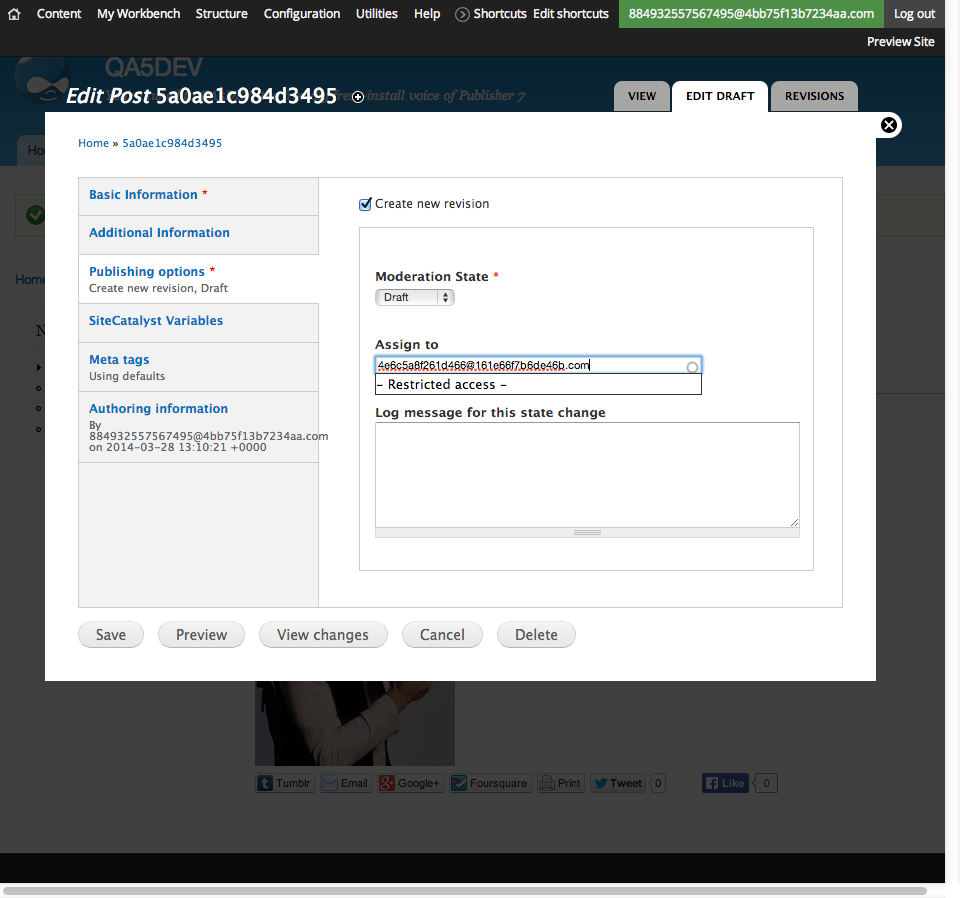 Content My Workbench Structure Configuration Utilities Help Shortcuts Edit shortcuts 884932557567495@4bb75f13b7234aa.com Log out
Preview Site
QA5DEV
Edit Post 5a0ae1c984d3495
fresh-install voice of Publisher 7
VIEW EDIT DRAFT REVISIONS
Home » 5a0ae1c984d3495
Basic Information *
Additional Information
Publishing options *
Create new revision, Draft
SiteCatalyst Variables
Meta tags
Using defaults
Authoring information
By
884932557567495@4bb75f13b7234aa.com
on 2014-03-28 13:10:21 +0000
Create new revision
Moderation State *
Draft
Assign to
4e6c5a8f261d466@161e66f7b6de46b.com
- Restricted access -
Log message for this state change
Save Preview View changes Cancel Delete
Home
Tumblr Email Google+ Foursquare Print Tweet 0 Like 0